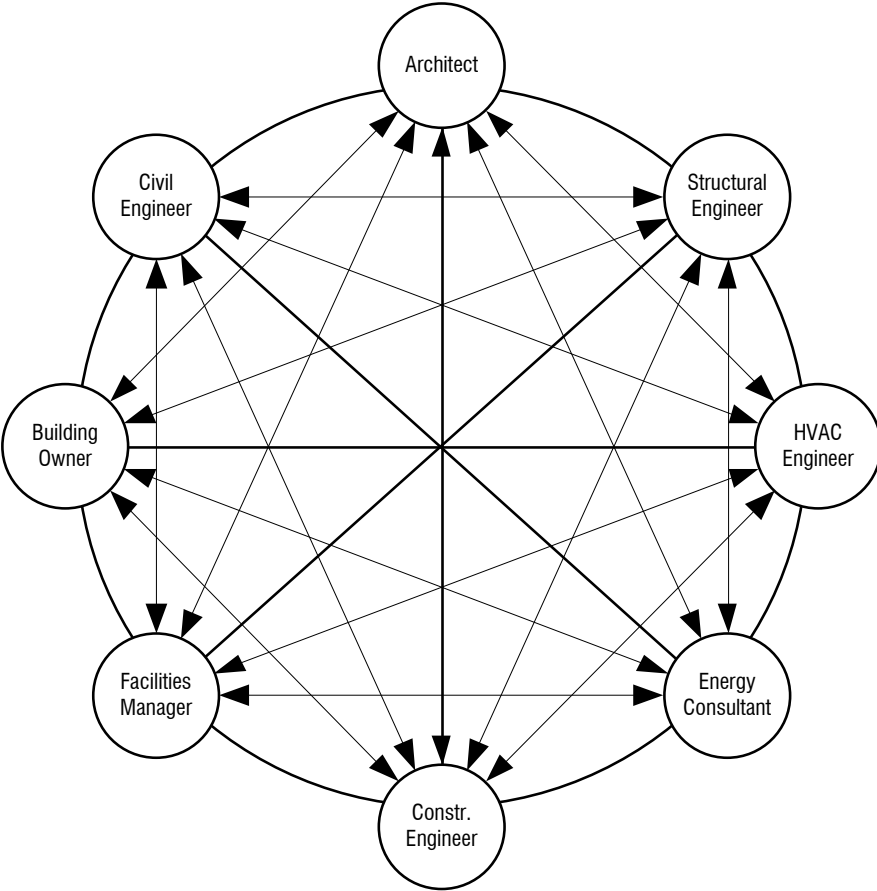 Architect
Civil
Engineer
Structural
Engineer
Building
Owner
HVAC
Engineer
Facilities
Manager
Energy
Consultant
Constr.
Engineer